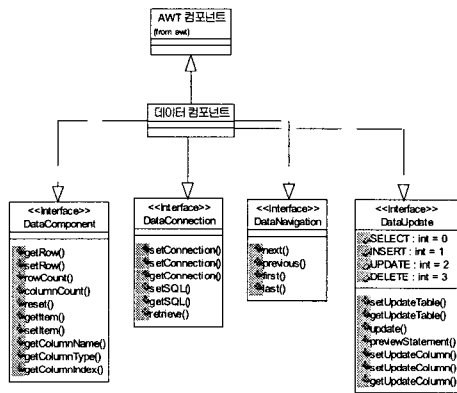 AWT 컴포넌트
(from awt)
데이터 컴포넌트
<<Interface>>
DataComponent
getRow()
setRow()
rowCount()
columnCount()
reset()
getItem()
setItem()
getColumnName()
getColumnType()
getColumnIndex()
<<Interface>>
DataConnection
setConnection()
setConnection()
getConnection()
setSQL()
getSQL()
retrieve()
<<Interface>>
DataNavigation
next()
previous()
first()
last()
<<Interface>>
DataUpdate
SELECT : int = 0
INSERT : int = 1
UPDATE : int = 2
DELETE : int = 3
setUpdateTable()
getUpdateTable()
update()
previewStatement()
setUpdateColumn()
setUpdateColumn()
getUpdateColumn()